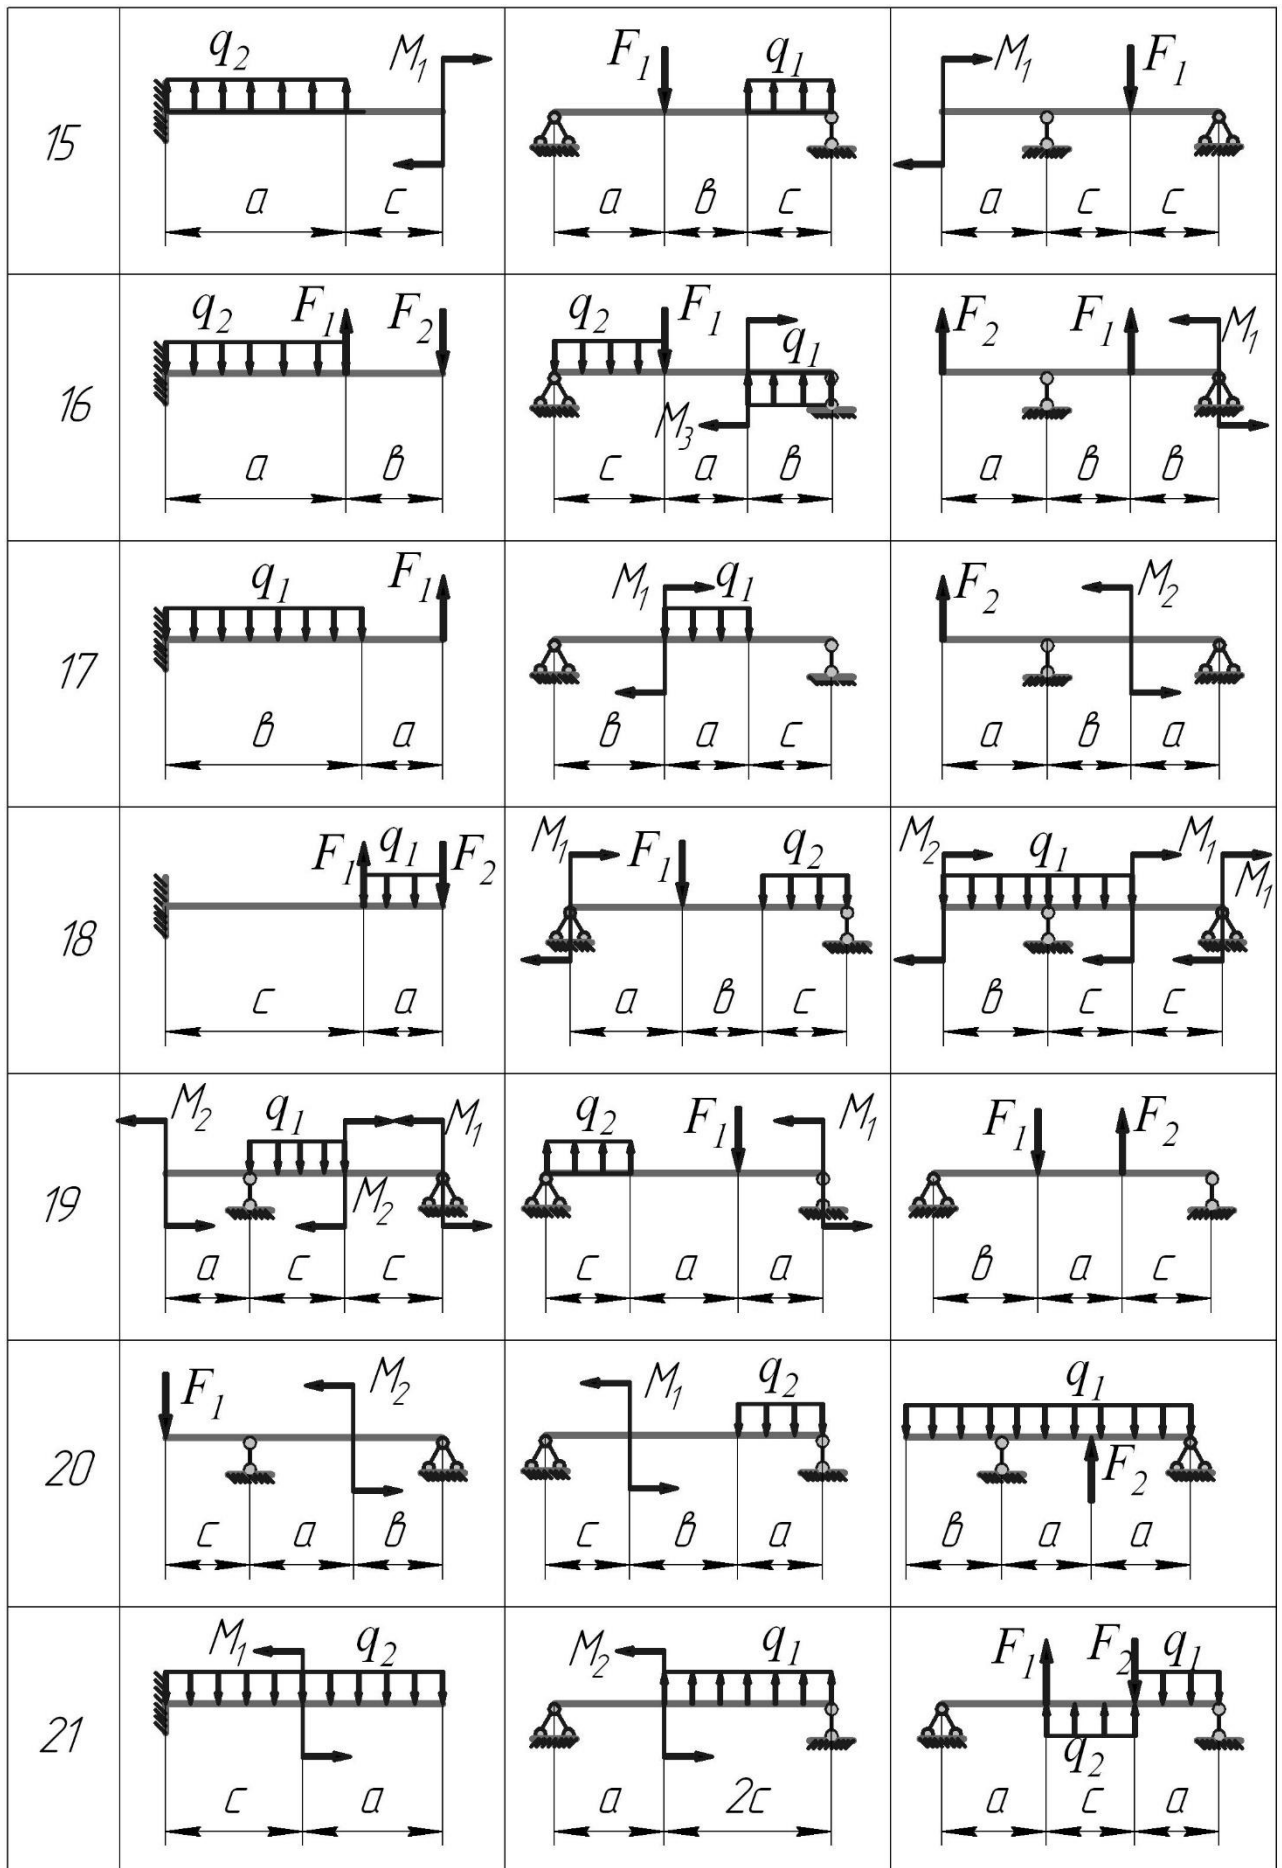 15
q₂ M₁
a c
F₁ q₁
a в c
M₁ F₁
a c c
16
q₂ F₁ F₂
a в
q₂ F₁ q₁
M₃
c a в
F₂ F₁ M₁
a в в
17
q₁ F₁
в a
M₁ q₁
в a c
F₂ M₂
a в a
18
F₁ q₁ F₂
c a
M₁ F₁ q₂
a в c
M₂ q₁ M₁ M₁
в c c
19
M₂ q₁ M₁
M₂
a c c
q₂ F₁ M₁
c a a
F₁ F₂
в a c
20
F₁ M₂
c a в
M₁ q₂
c в a
q₁
F₂
в a a
21
M₁ q₂
c a
M₂ q₁
a 2c
F₁ F₂ q₁
q₂
a c a